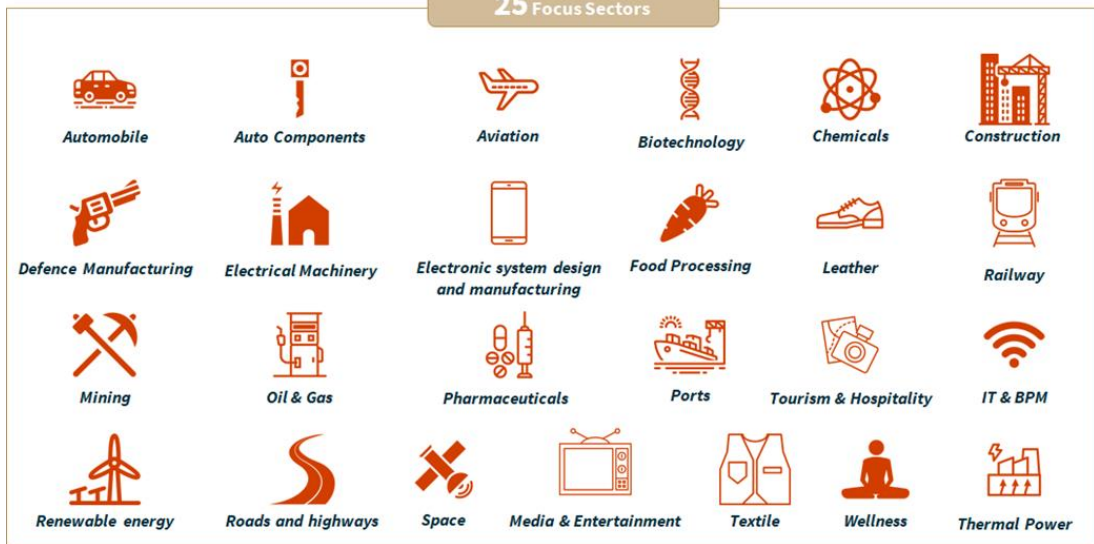 25 Focus Sectors
Automobile
Auto Components
Aviation
Biotechnology
Chemicals
Construction
Defence Manufacturing
Electrical Machinery
Electronic system design
and manufacturing
Food Processing
Leather
Railway
Mining
Oil & Gas
Pharmaceuticals
Ports
Tourism & Hospitality
IT & BPM
Renewable energy
Roads and highways
Space
Media & Entertainment
Textile
Wellness
Thermal Power